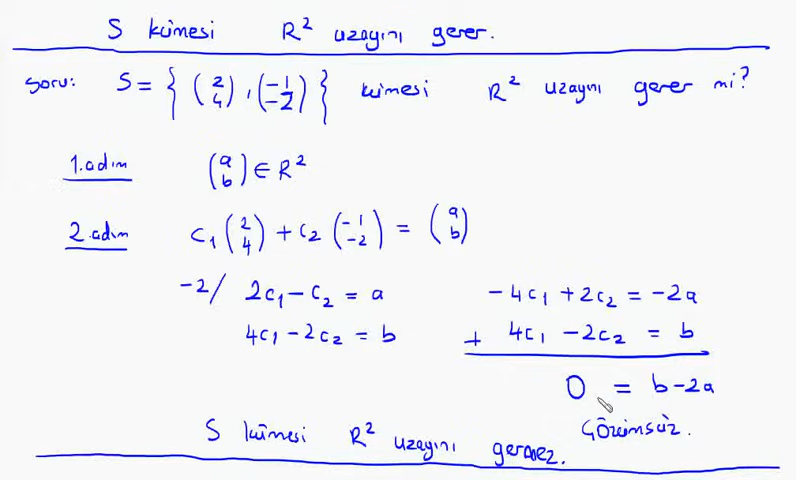 S kümesi R² uzayını gerer.
Soru: S = { (2 4), (-1 -2) } kümesi R² uzayını gerer mi?
1.adım (a b) ∈ R²
2.adım c₁ (2 4) + c₂ (-1 -2) = (a b)
-2/ 2c₁ - c₂ = a -4c₁ + 2c₂ = -2a
4c₁ - 2c₂ = b + 4c₁ - 2c₂ = b
0 = b - 2a
Çözümsüz.
S kümesi R² uzayını germez.